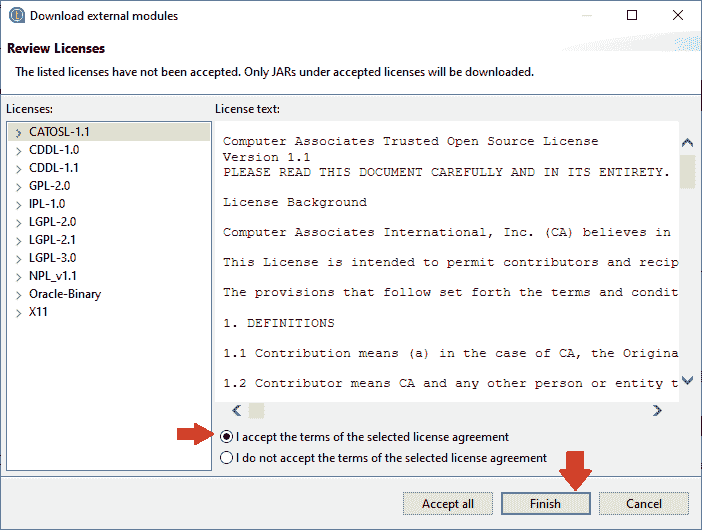 Download external modules
Review Licenses
The listed licenses have not been accepted. Only JARs under accepted licenses will be downloaded.
Licenses:
CATOSL-1.1
CDDL-1.0
CDDL-1.1
GPL-2.0
IPL-1.0
LGPL-2.0
LGPL-2.1
LGPL-3.0
NPL_v1.1
Oracle-Binary
X11
License text:
Computer Associates Trusted Open Source License
Version 1.1
PLEASE READ THIS DOCUMENT CAREFULLY AND IN ITS ENTIRETY.
License Background
Computer Associates International, Inc. (CA) believes in
This License is intended to permit contributors and recip
The provisions that follow set forth the terms and condit
1. DEFINITIONS
1.1 Contribution means (a) in the case of CA, the Origina
1.2 Contributor means CA and any other person or entity t
I accept the terms of the selected license agreement
I do not accept the terms of the selected license agreement
Accept all
Finish
Cancel